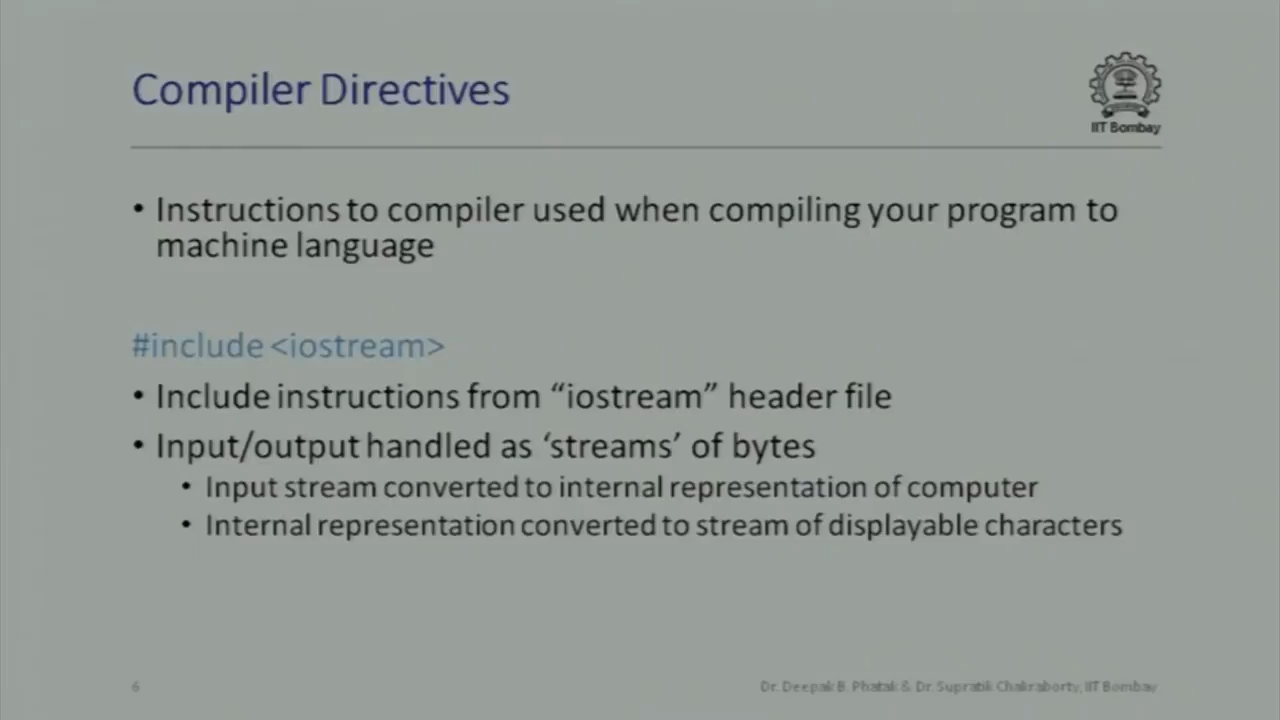 Compiler Directives
IIT Bombay
• Instructions to compiler used when compiling your program to
machine language
#include <iostream>
• Include instructions from “iostream” header file
• Input/output handled as ‘streams’ of bytes
• Input stream converted to internal representation of computer
• Internal representation converted to stream of displayable characters
6
Dr. Deepak B. Phatak & Dr. Supratik Chakraborty, IIT Bombay